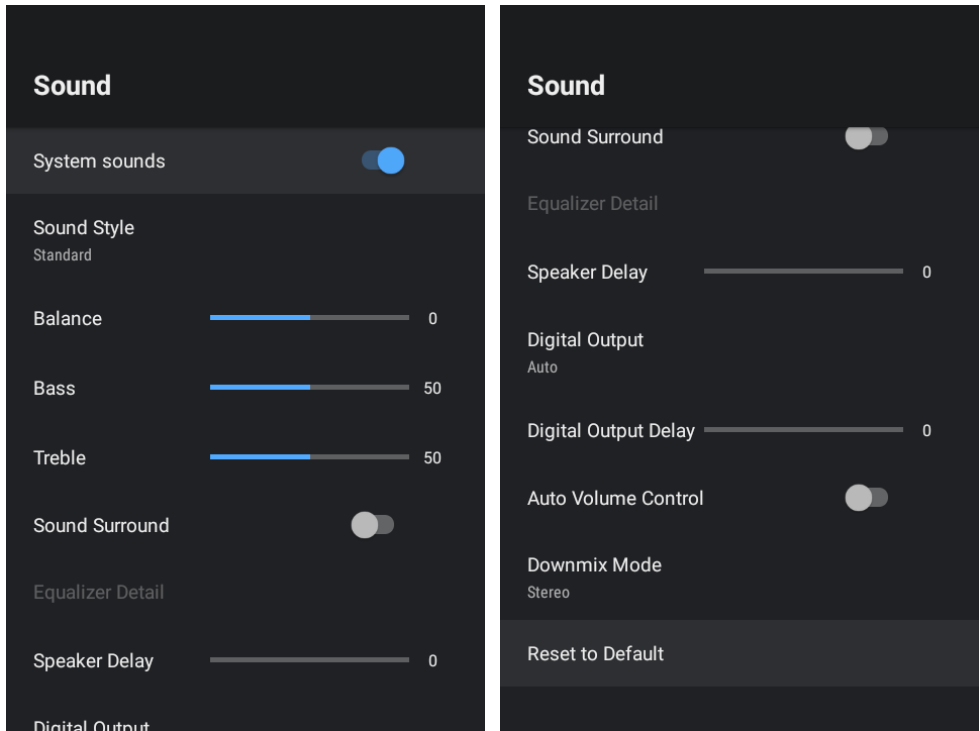 Sound
System sounds
Sound Style
Standard
Balance 0
Bass 50
Treble 50
Sound Surround
Equalizer Detail
Speaker Delay 0
Digital Output
Sound
Sound Surround
Equalizer Detail
Speaker Delay 0
Digital Output
Auto
Digital Output Delay 0
Auto Volume Control
Downmix Mode
Stereo
Reset to Default